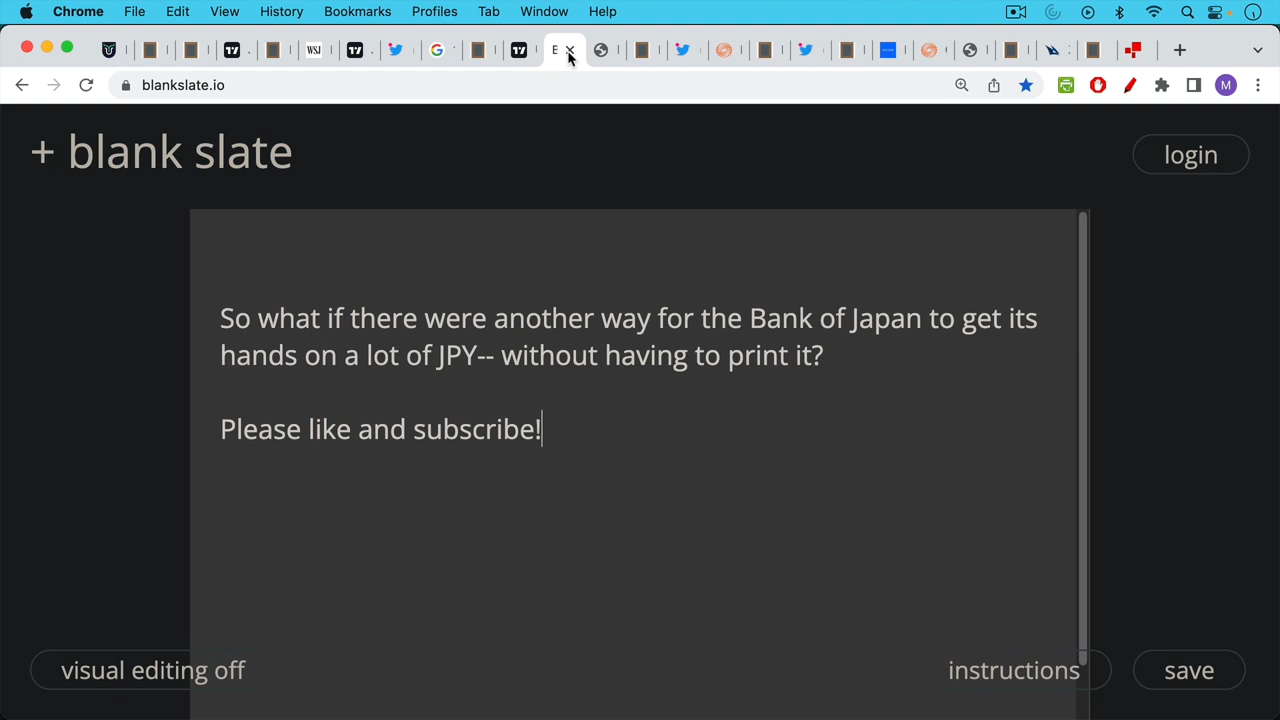 Chrome File Edit View History Bookmarks Profiles Tab Window Help
WSJ
blankslate.io
M
+ blank slate
login
So what if there were another way for the Bank of Japan to get its
hands on a lot of JPY-- without having to print it?
Please like and subscribe!
visual editing off
instructions
save